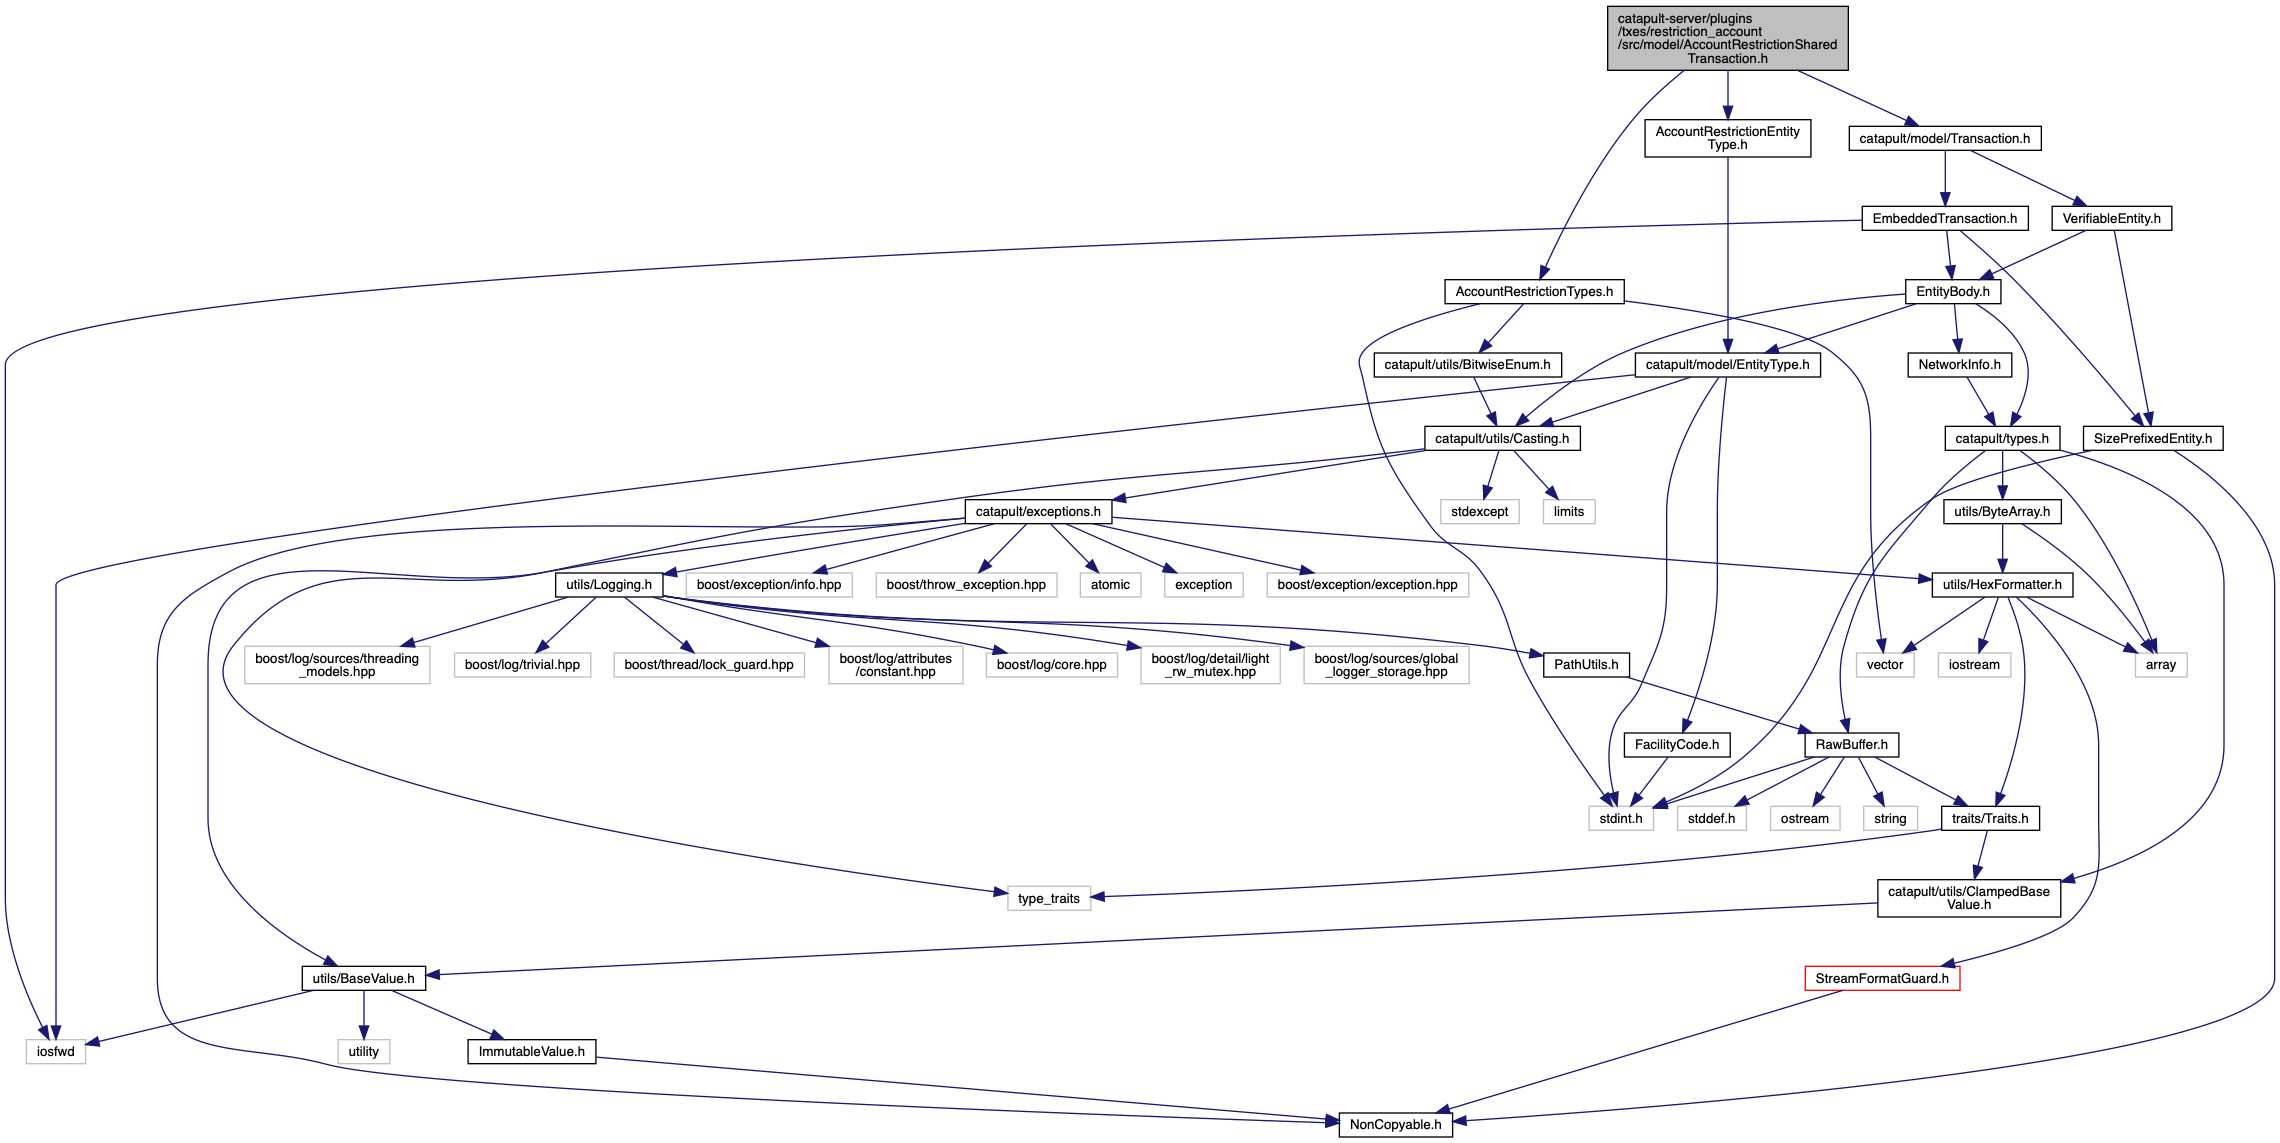 catapult-server/plugins
/txes/restriction_account
/src/model/AccountRestrictionShared
Transaction.h
AccountRestrictionEntity
Type.h
catapult/model/Transaction.h
EmbeddedTransaction.h
VerifiableEntity.h
AccountRestrictionTypes.h
EntityBody.h
catapult/utils/BitwiseEnum.h
catapult/model/EntityType.h
NetworkInfo.h
catapult/utils/Casting.h
catapult/types.h
SizePrefixedEntity.h
catapult/exceptions.h
stdexcept
limits
utils/ByteArray.h
utils/Logging.h
boost/exception/info.hpp
boost/throw_exception.hpp
atomic
exception
boost/exception/exception.hpp
utils/HexFormatter.h
boost/log/sources/threading
_models.hpp
boost/log/trivial.hpp
boost/thread/lock_guard.hpp
boost/log/attributes
/constant.hpp
boost/log/core.hpp
boost/log/detail/light
_rw_mutex.hpp
boost/log/sources/global
_logger_storage.hpp
PathUtils.h
vector
iostream
array
FacilityCode.h
RawBuffer.h
stdint.h
stddef.h
ostream
string
traits/Traits.h
type_traits
catapult/utils/ClampedBase
Value.h
utils/BaseValue.h
StreamFormatGuard.h
iosfwd
utility
ImmutableValue.h
NonCopyable.h